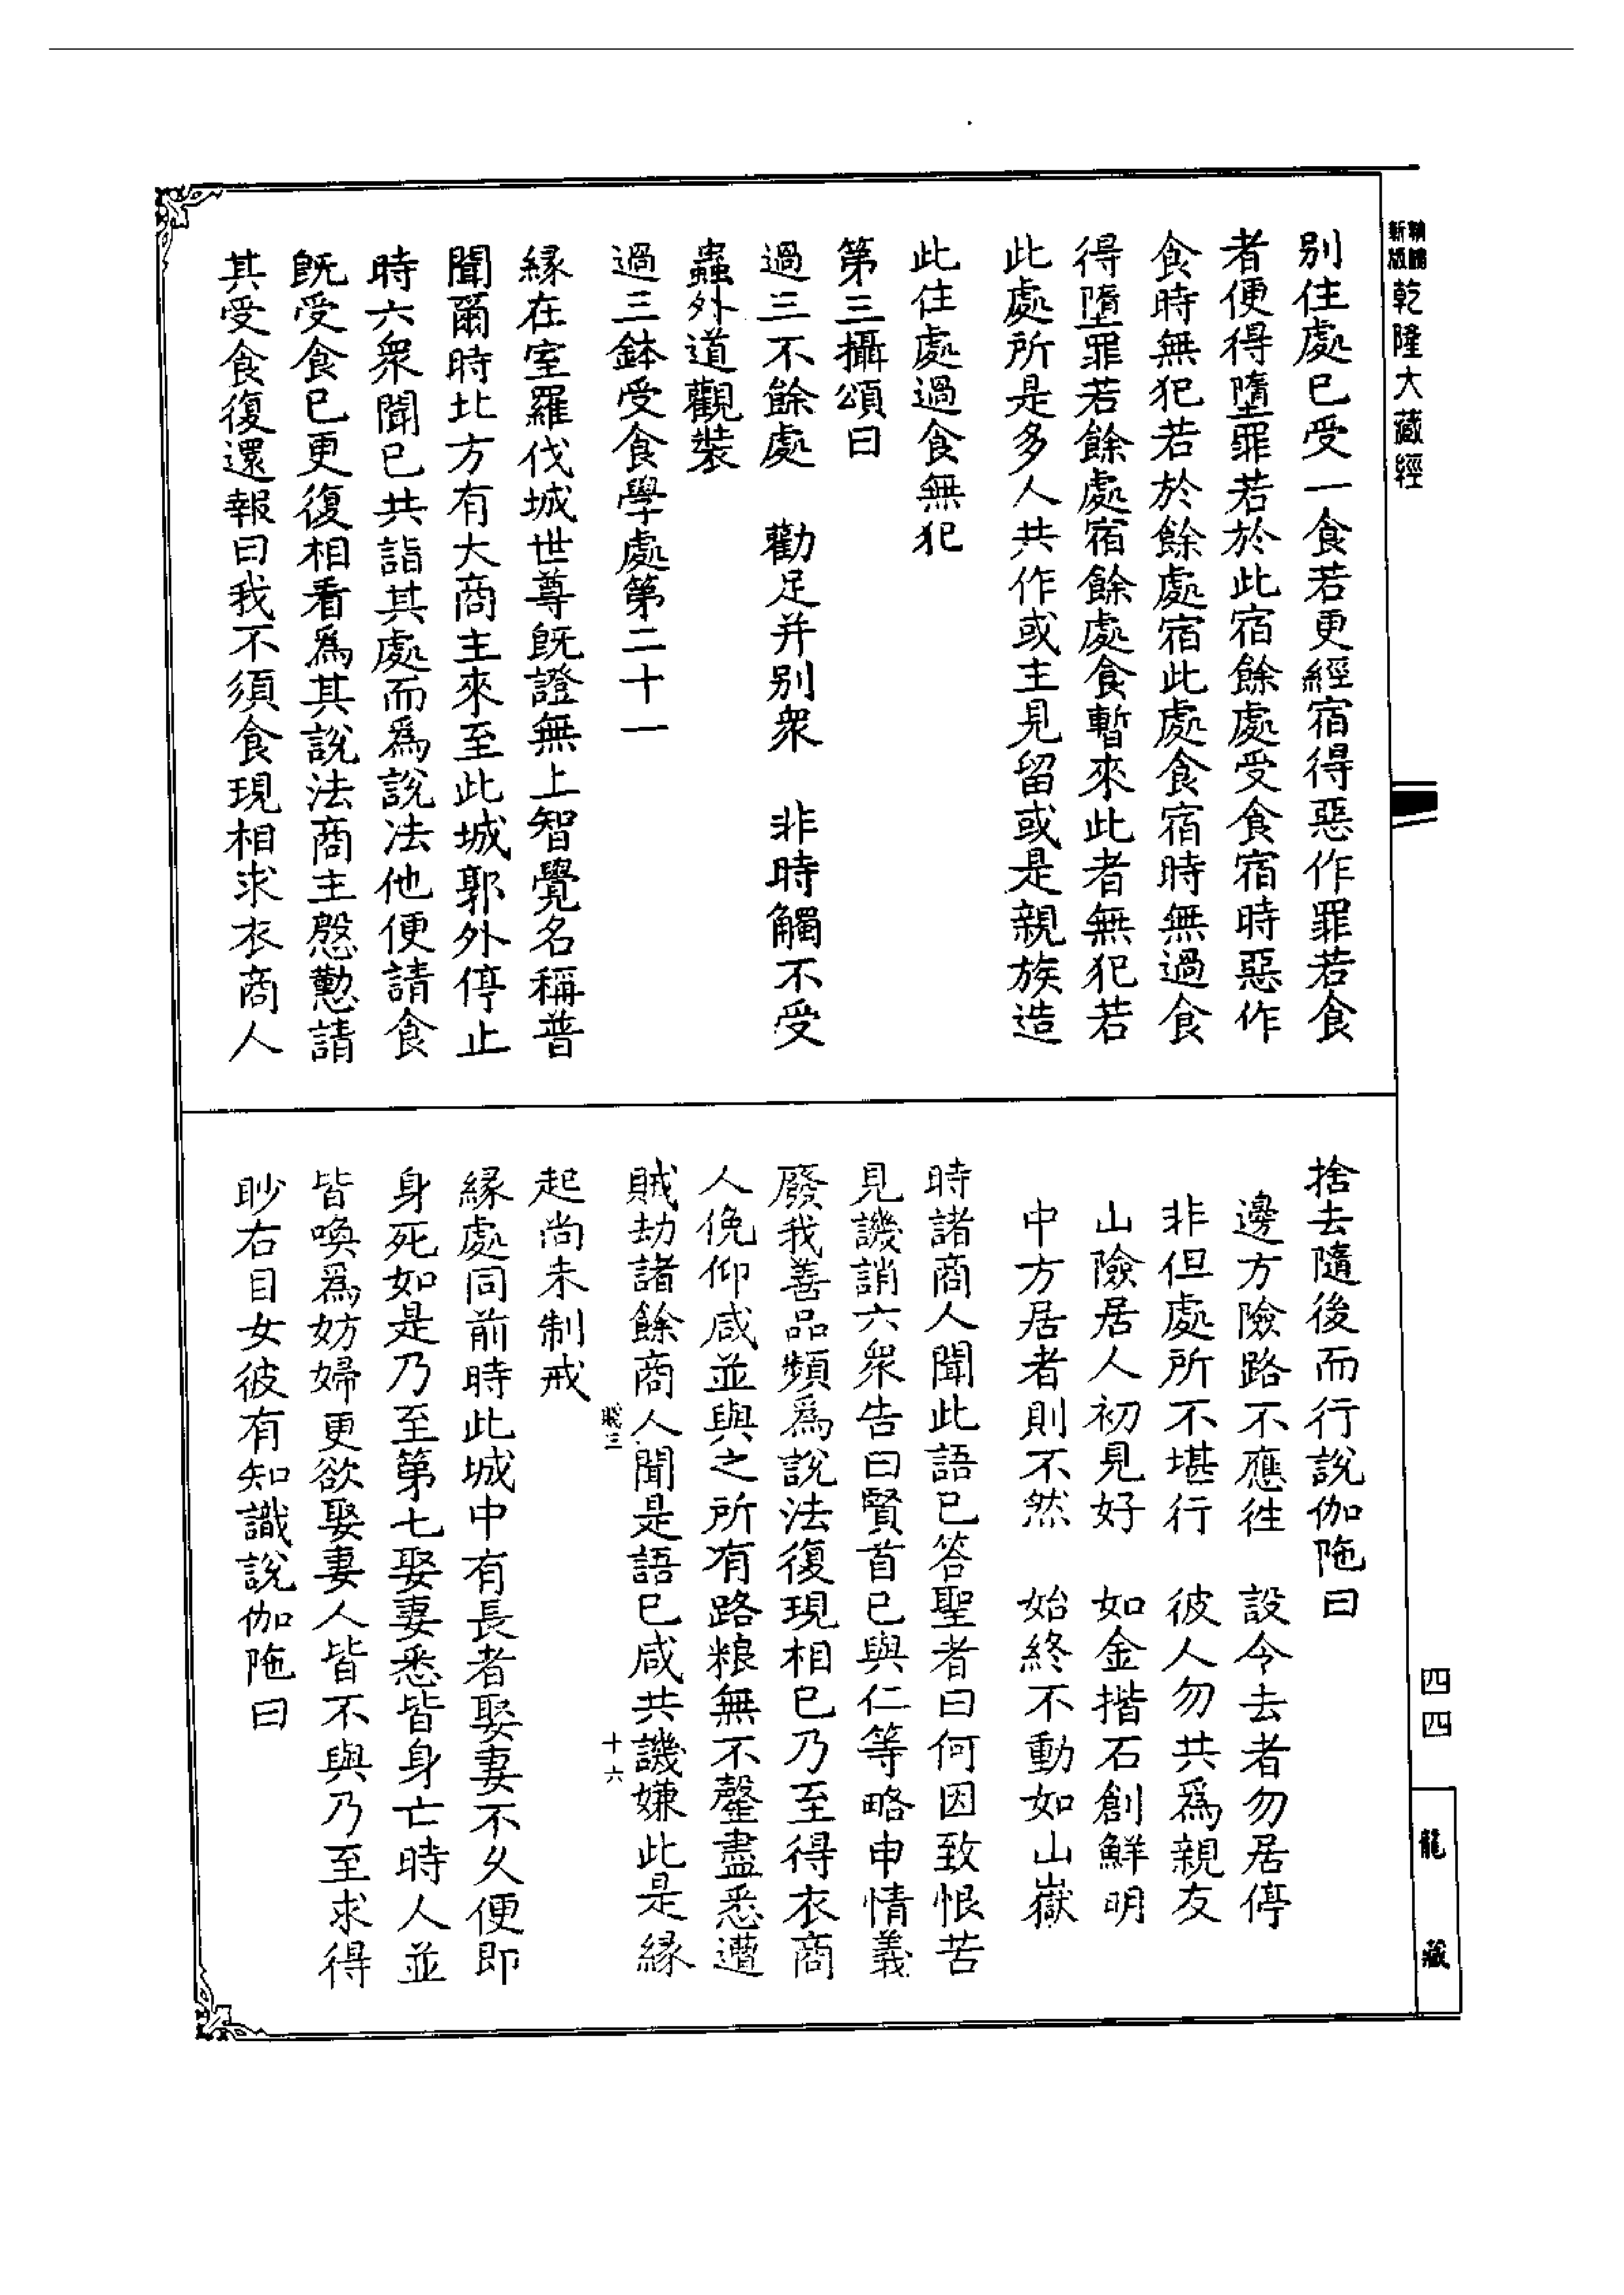 新編
新版
乾隆大藏經
别住處已受一食若更經宿得惡作罪若食
者便得墮罪若於此宿餘處受食宿時惡作
食時無犯若於餘處宿此處食宿時無過食
得墮罪若餘處宿餘處食暫來此者無犯若
此處所是多人共作或主見留或是親族造
此住處過食無犯
第三攝頌曰
過三不餘處　勸足并别衆　非時觸不受
蟲外道觀裝
過三鉢受食學處第二十一
緣在室羅伐城世尊旣證無上智覺名稱普
聞爾時北方有大商主來至此城郭外停止
時六衆聞已共詣其處而爲說法他便請食
旣受食已更復相看爲其說法商主慇懃請
其受食復還報曰我不須食現相求衣商人
捨去隨後而行說伽陁曰
邊方險路不應往　設令去者勿居停
非但處所不堪行　彼人勿共爲親友
山險居人初見好　如金揩石創鮮明
中方居者則不然　始終不動如山嶽
時諸商人聞此語已答聖者曰何因致恨苦
見譏誚六衆告曰賢首已與仁等略申情義
廢我善品頻爲說法復現相已乃至得衣商
人俛仰咸並與之所有路粮無不罄盡悉遭
賊劫諸餘商人聞是語已咸共譏嫌此是緣
起尚未制戒
緣處同前時此城中有長者娶妻不久便即
身死如是乃至第七娶妻悉皆身亡時人並
皆喚爲妨婦更欲娶妻人皆不與乃至求得
眇右目女彼有知識說伽陁曰
三
十六
四四
龍藏